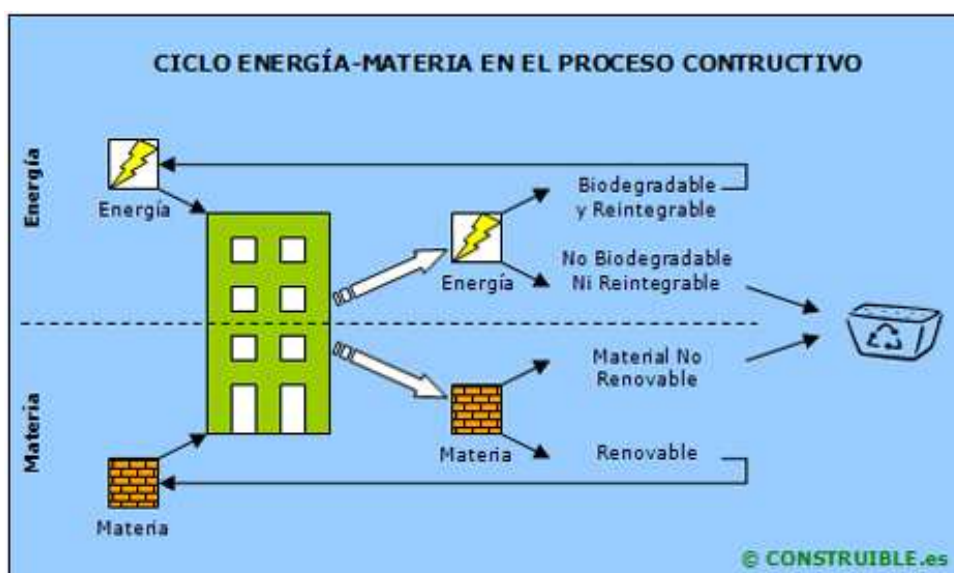 CICLO ENERGÍA-MATERIA EN EL PROCESO CONTRUCTIVO
Energía
Energía
Biodegradable
y Reintegrable
Energía
No Biodegradable
Ni Reintegrable
Materia
Materia
Material No
Renovable
Materia
Renovable
© CONSTRUIBLE.es